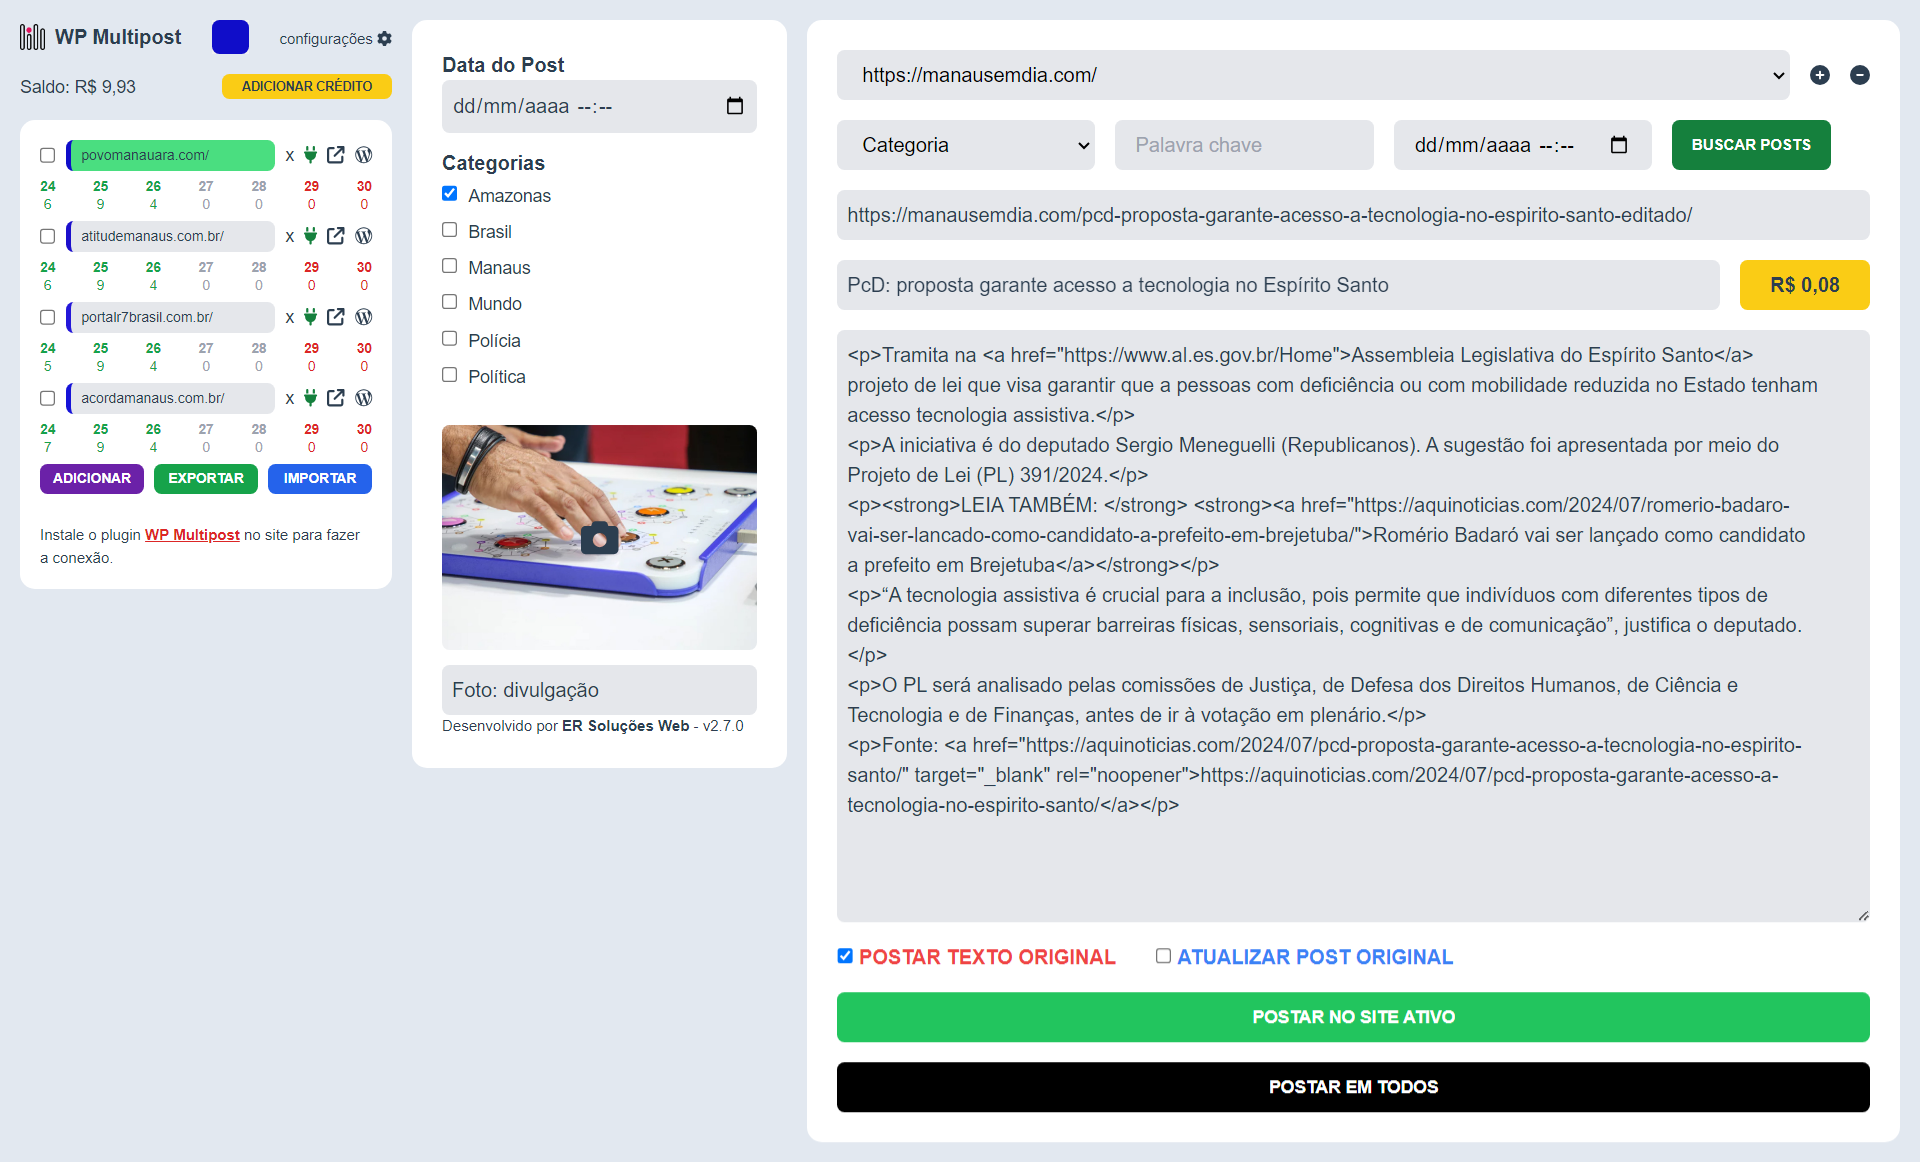 WP Multipost
configurações
Saldo: R$ 9,93
ADICIONAR CRÉDITO
povomanauara.com/
x
24 25 26 27 28 29 30
6 9 4 0 0 0 0
atitudemanaus.com.br/
x
24 25 26 27 28 29 30
6 9 4 0 0 0 0
portalr7brasil.com.br/
x
24 25 26 27 28 29 30
5 9 4 0 0 0 0
acordamanaus.com.br/
x
24 25 26 27 28 29 30
7 9 4 0 0 0 0
ADICIONAR EXPORTAR IMPORTAR
Instale o plugin WP Multipost no site para fazer
a conexão.
Data do Post
dd/mm/aaaa --:--
Categorias
Amazonas
Brasil
Manaus
Mundo
Polícia
Política
Foto: divulgação
Desenvolvido por ER Soluções Web - v2.7.0
https://manausemdia.com/
Categoria
Palavra chave
dd/mm/aaaa --:--
BUSCAR POSTS
https://manausemdia.com/pcd-proposta-garante-acesso-a-tecnologia-no-espirito-santo-editado/
PcD: proposta garante acesso a tecnologia no Espírito Santo
R$ 0,08
<p>Tramita na <a href="https://www.al.es.gov.br/Home">Assembleia Legislativa do Espírito Santo</a>
projeto de lei que visa garantir que a pessoas com deficiência ou com mobilidade reduzida no Estado tenham
acesso tecnologia assistiva.</p>
<p>A iniciativa é do deputado Sergio Meneguelli (Republicanos). A sugestão foi apresentada por meio do
Projeto de Lei (PL) 391/2024.</p>
<p><strong>LEIA TAMBÉM: </strong> <strong><a href="https://aquinoticias.com/2024/07/romerio-badaro-
vai-ser-lancado-como-candidato-a-prefeito-em-brejetuba/">Romério Badaró vai ser lançado como candidato
a prefeito em Brejetuba</a></strong></p>
<p>“A tecnologia assistiva é crucial para a inclusão, pois permite que indivíduos com diferentes tipos de
deficiência possam superar barreiras físicas, sensoriais, cognitivas e de comunicação”, justifica o deputado.
</p>
<p>O PL será analisado pelas comissões de Justiça, de Defesa dos Direitos Humanos, de Ciência e
Tecnologia e de Finanças, antes de ir à votação em plenário.</p>
<p>Fonte: <a href="https://aquinoticias.com/2024/07/pcd-proposta-garante-acesso-a-tecnologia-no-espirito-
santo/" target="_blank" rel="noopener">https://aquinoticias.com/2024/07/pcd-proposta-garante-acesso-a-
tecnologia-no-espirito-santo/</a></p>
POSTAR TEXTO ORIGINAL
ATUALIZAR POST ORIGINAL
POSTAR NO SITE ATIVO
POSTAR EM TODOS